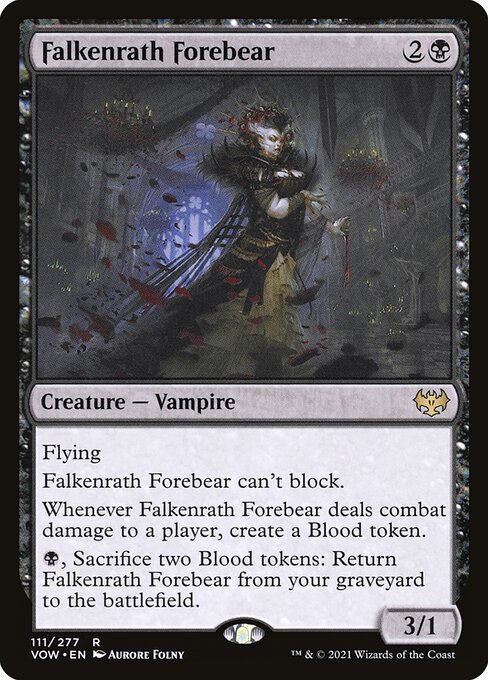 Falkenrath Forebear 2
Creature — Vampire
Flying
Falkenrath Forebear can't block.
Whenever Falkenrath Forebear deals combat
damage to a player, create a Blood token.
, Sacrifice two Blood tokens: Return
Falkenrath Forebear from your graveyard
to the battlefield.
3/1
111/277 R
VOW • EN Aurore Folny
™ & © 2021 Wizards of the Coast